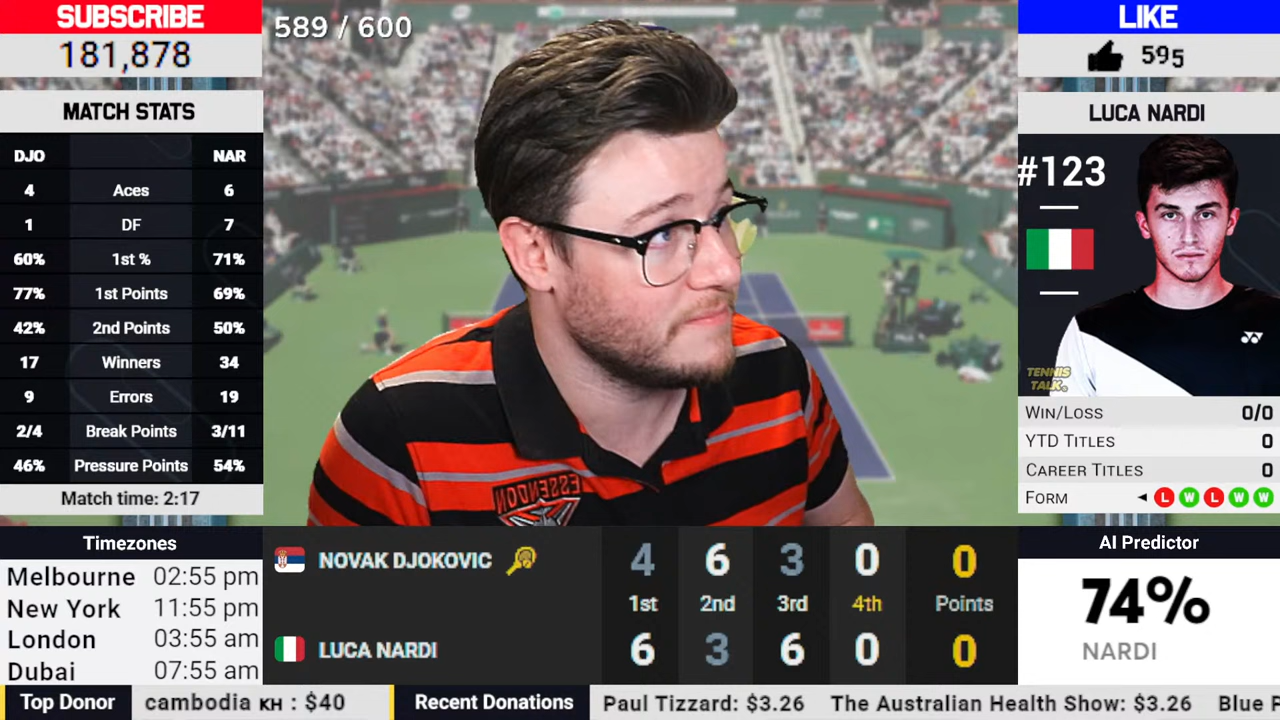 SUBSCRIBE
181,878
589 / 600
LIKE
595
MATCH STATS
DJO NAR
4 Aces 6
1 DF 7
60% 1st % 71%
77% 1st Points 69%
42% 2nd Points 50%
17 Winners 34
9 Errors 19
2/4 Break Points 3/11
46% Pressure Points 54%
Match time: 2:17
LUCA NARDI
#123
TENNIS
TALK
WIN/LOSS 0/0
YTD TITLES 0
CAREER TITLES 0
FORM L W L W W
ESSENDON
Timezones
Melbourne 02:55 pm
New York 11:55 pm
London 03:55 am
Dubai 07:55 am
NOVAK DJOKOVIC 4 6 3 0 0
1st 2nd 3rd 4th Points
LUCA NARDI 6 3 6 0 0
AI Predictor
74%
NARDI
Top Donor cambodia KH : $40 Recent Donations Paul Tizzard: $3.26 The Australian Health Show: $3.26 Blue